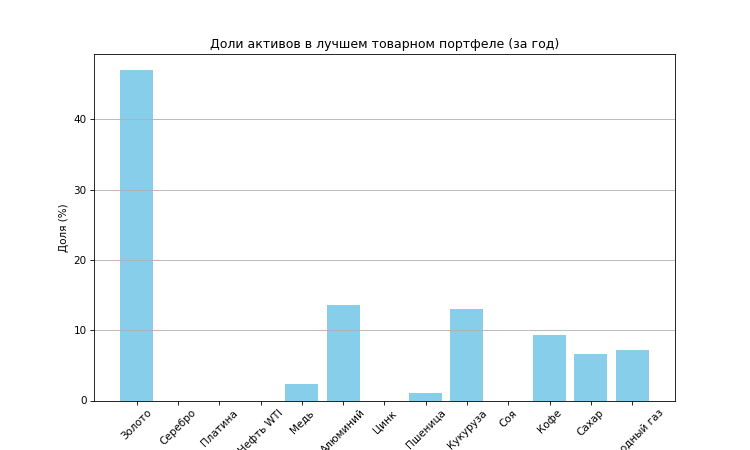 Доли активов в лучшем товарном портфеле (за год)
Доля (%)
40
30
20
10
0
Золото
Серебро
Платина
Нефть WTI
Медь
Алюминий
Цинк
Пшеница
Кукуруза
Соя
Кофе
Сахар
газ